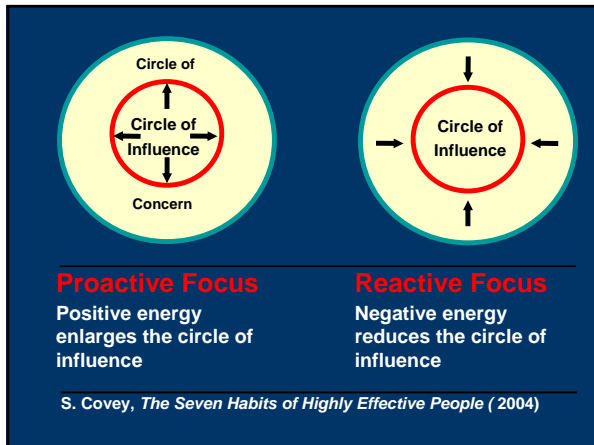 Circle of
Circle of
Influence
Concern
Circle of
Influence
Proactive Focus
Positive energy
enlarges the circle of
influence
Reactive Focus
Negative energy
reduces the circle of
influence
S. Covey, The Seven Habits of Highly Effective People ( 2004)